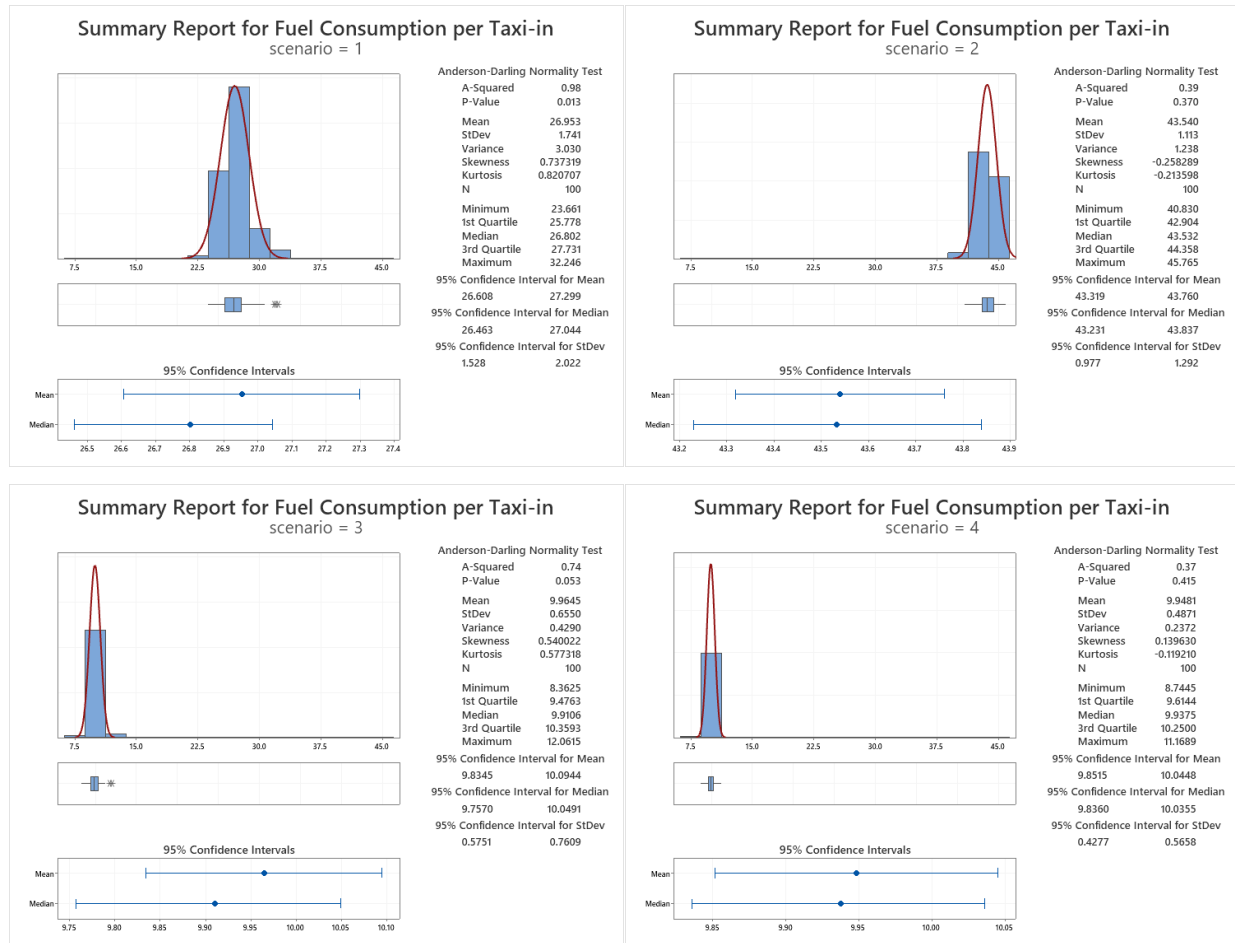 Summary Report for Fuel Consumption per Taxi-in
scenario = 1
Anderson-Darling Normality Test
A-Squared 0.98
P-Value 0.013
Mean 26.953
StDev 1.741
Variance 3.030
Skewness 0.737319
Kurtosis 0.820707
N 100
Minimum 23.661
1st Quartile 25.778
Median 26.802
3rd Quartile 27.731
Maximum 32.246
95% Confidence Interval for Mean
26.608 27.299
95% Confidence Interval for Median
26.463 27.044
95% Confidence Interval for StDev
1.528 2.022
7.5 15.0 22.5 30.0 37.5 45.0
95% Confidence Intervals
Mean
Median
26.5 26.6 26.7 26.8 26.9 27.0 27.1 27.2 27.3 27.4
Summary Report for Fuel Consumption per Taxi-in
scenario = 2
Anderson-Darling Normality Test
A-Squared 0.39
P-Value 0.370
Mean 43.540
StDev 1.113
Variance 1.238
Skewness -0.258289
Kurtosis -0.213598
N 100
Minimum 40.830
1st Quartile 42.904
Median 43.532
3rd Quartile 44.358
Maximum 45.765
95% Confidence Interval for Mean
43.319 43.760
95% Confidence Interval for Median
43.231 43.837
95% Confidence Interval for StDev
0.977 1.292
7.5 15.0 22.5 30.0 37.5 45.0
95% Confidence Intervals
Mean
Median
43.2 43.3 43.4 43.5 43.6 43.7 43.8 43.9
Summary Report for Fuel Consumption per Taxi-in
scenario = 3
Anderson-Darling Normality Test
A-Squared 0.74
P-Value 0.053
Mean 9.9645
StDev 0.6550
Variance 0.4290
Skewness 0.540022
Kurtosis 0.577318
N 100
Minimum 8.3625
1st Quartile 9.4763
Median 9.9106
3rd Quartile 10.3593
Maximum 12.0615
95% Confidence Interval for Mean
9.8345 10.0944
95% Confidence Interval for Median
9.7570 10.0491
95% Confidence Interval for StDev
0.5751 0.7609
7.5 15.0 22.5 30.0 37.5 45.0
95% Confidence Intervals
Mean
Median
9.75 9.80 9.85 9.90 9.95 10.00 10.05 10.10
Summary Report for Fuel Consumption per Taxi-in
scenario = 4
Anderson-Darling Normality Test
A-Squared 0.37
P-Value 0.415
Mean 9.9481
StDev 0.4871
Variance 0.2372
Skewness 0.139630
Kurtosis -0.119210
N 100
Minimum 8.7445
1st Quartile 9.6144
Median 9.9375
3rd Quartile 10.2500
Maximum 11.1689
95% Confidence Interval for Mean
9.8515 10.0448
95% Confidence Interval for Median
9.8360 10.0355
95% Confidence Interval for StDev
0.4277 0.5658
7.5 15.0 22.5 30.0 37.5 45.0
95% Confidence Intervals
Mean
Median
9.85 9.90 9.95 10.00 10.05